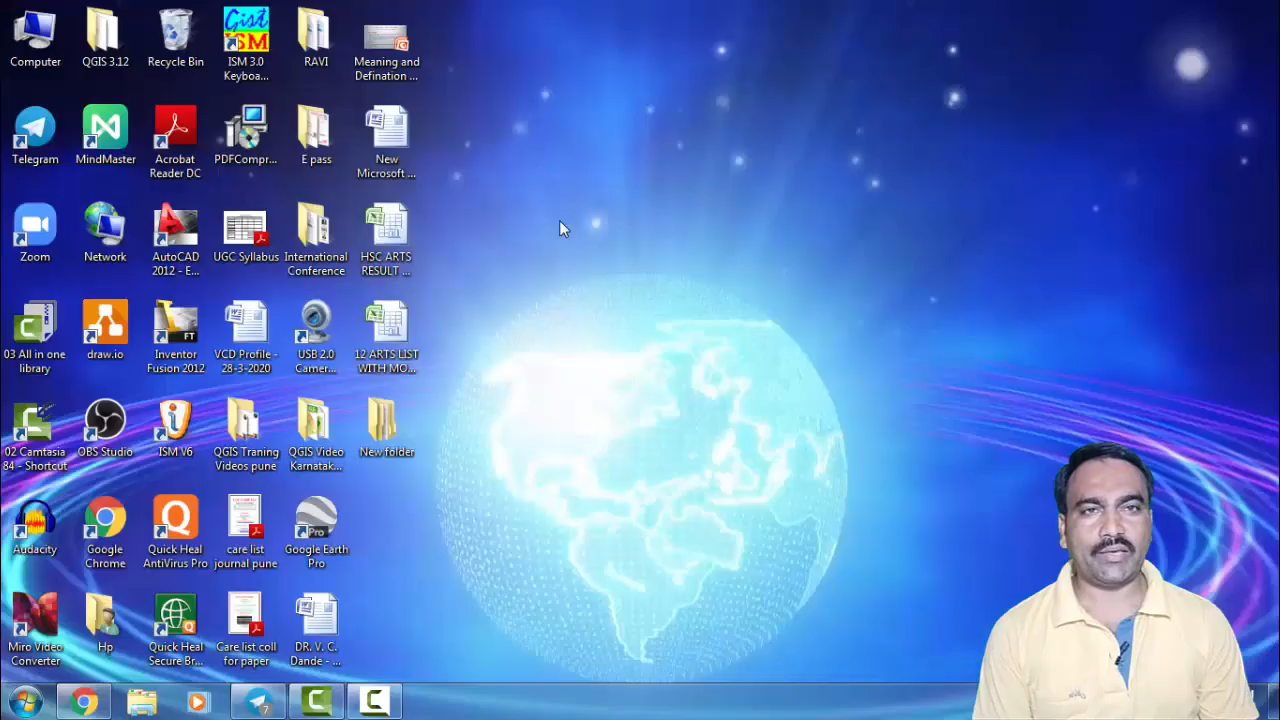 Computer
QGIS 3.12
Recycle Bin
Gist
ISM
ISM 3.0
Keyboa...
RAVI
Meaning and
Defination ...
Telegram
MindMaster
Acrobat
Reader DC
PDFCompr...
E pass
New
Microsoft ...
Zoom
Network
AutoCAD
2012 - E...
UGC Syllabus
International
Conference
HSC ARTS
RESULT ...
03 All in one
library
draw.io
FT
Inventor
Fusion 2012
VCD Profile -
28-3-2020
USB 2.0
Camer...
12 ARTS LIST
WITH MO...
02 Camtasia
84 - Shortcut
OBS Studio
ISM V6
QGIS Traning
Videos pune
QGIS Video
Karnatak...
New folder
Audacity
Google
Chrome
Quick Heal
AntiVirus Pro
care list
journal pune
Pro
Google Earth
Pro
Miro Video
Converter
Hp
Quick Heal
Secure Br...
Care list coll
for paper
DR. V. C.
Dande - ...
7